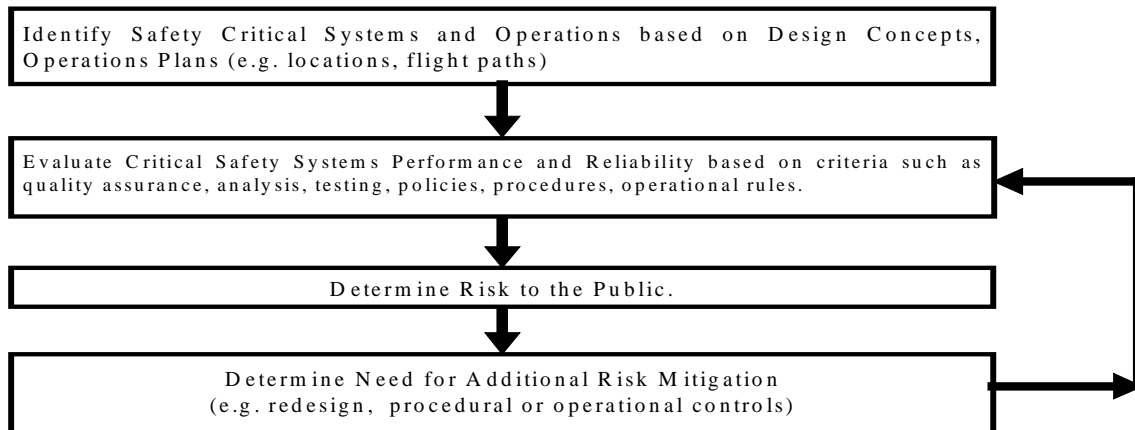 Identify Safety Critical Systems and Operations based on Design Concepts,
Operations Plans (e.g. locations, flight paths)
Evaluate Critical Safety Systems Performance and Reliability based on criteria such as
quality assurance, analysis, testing, policies, procedures, operational rules.
Determine Risk to the Public.
Determine Need for Additional Risk Mitigation
(e.g. redesign, procedural or operational controls)